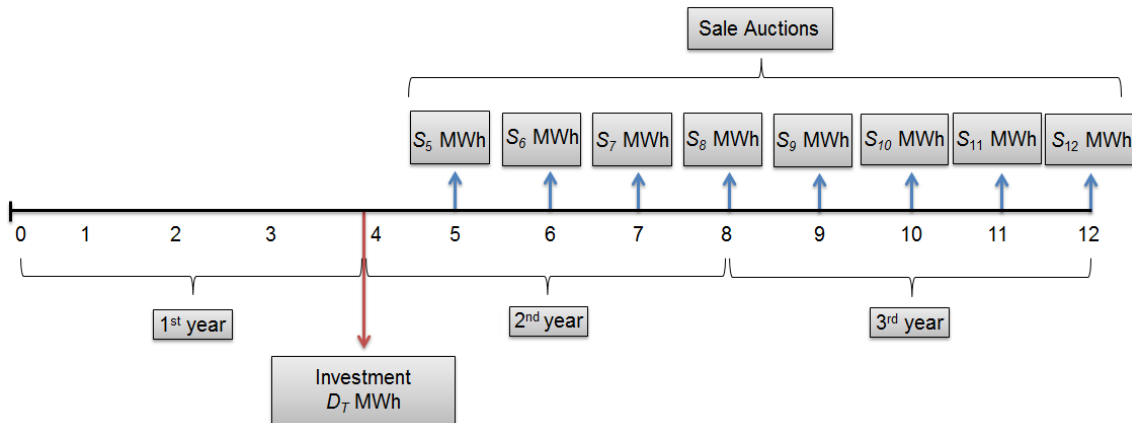 Sale Auctions
S5 MWh S6 MWh S7 MWh S8 MWh S9 MWh S10 MWh S11 MWh S12 MWh
0 1 2 3 4 5 6 7 8 9 10 11 12
1st year 2nd year 3rd year
Investment
DT MWh